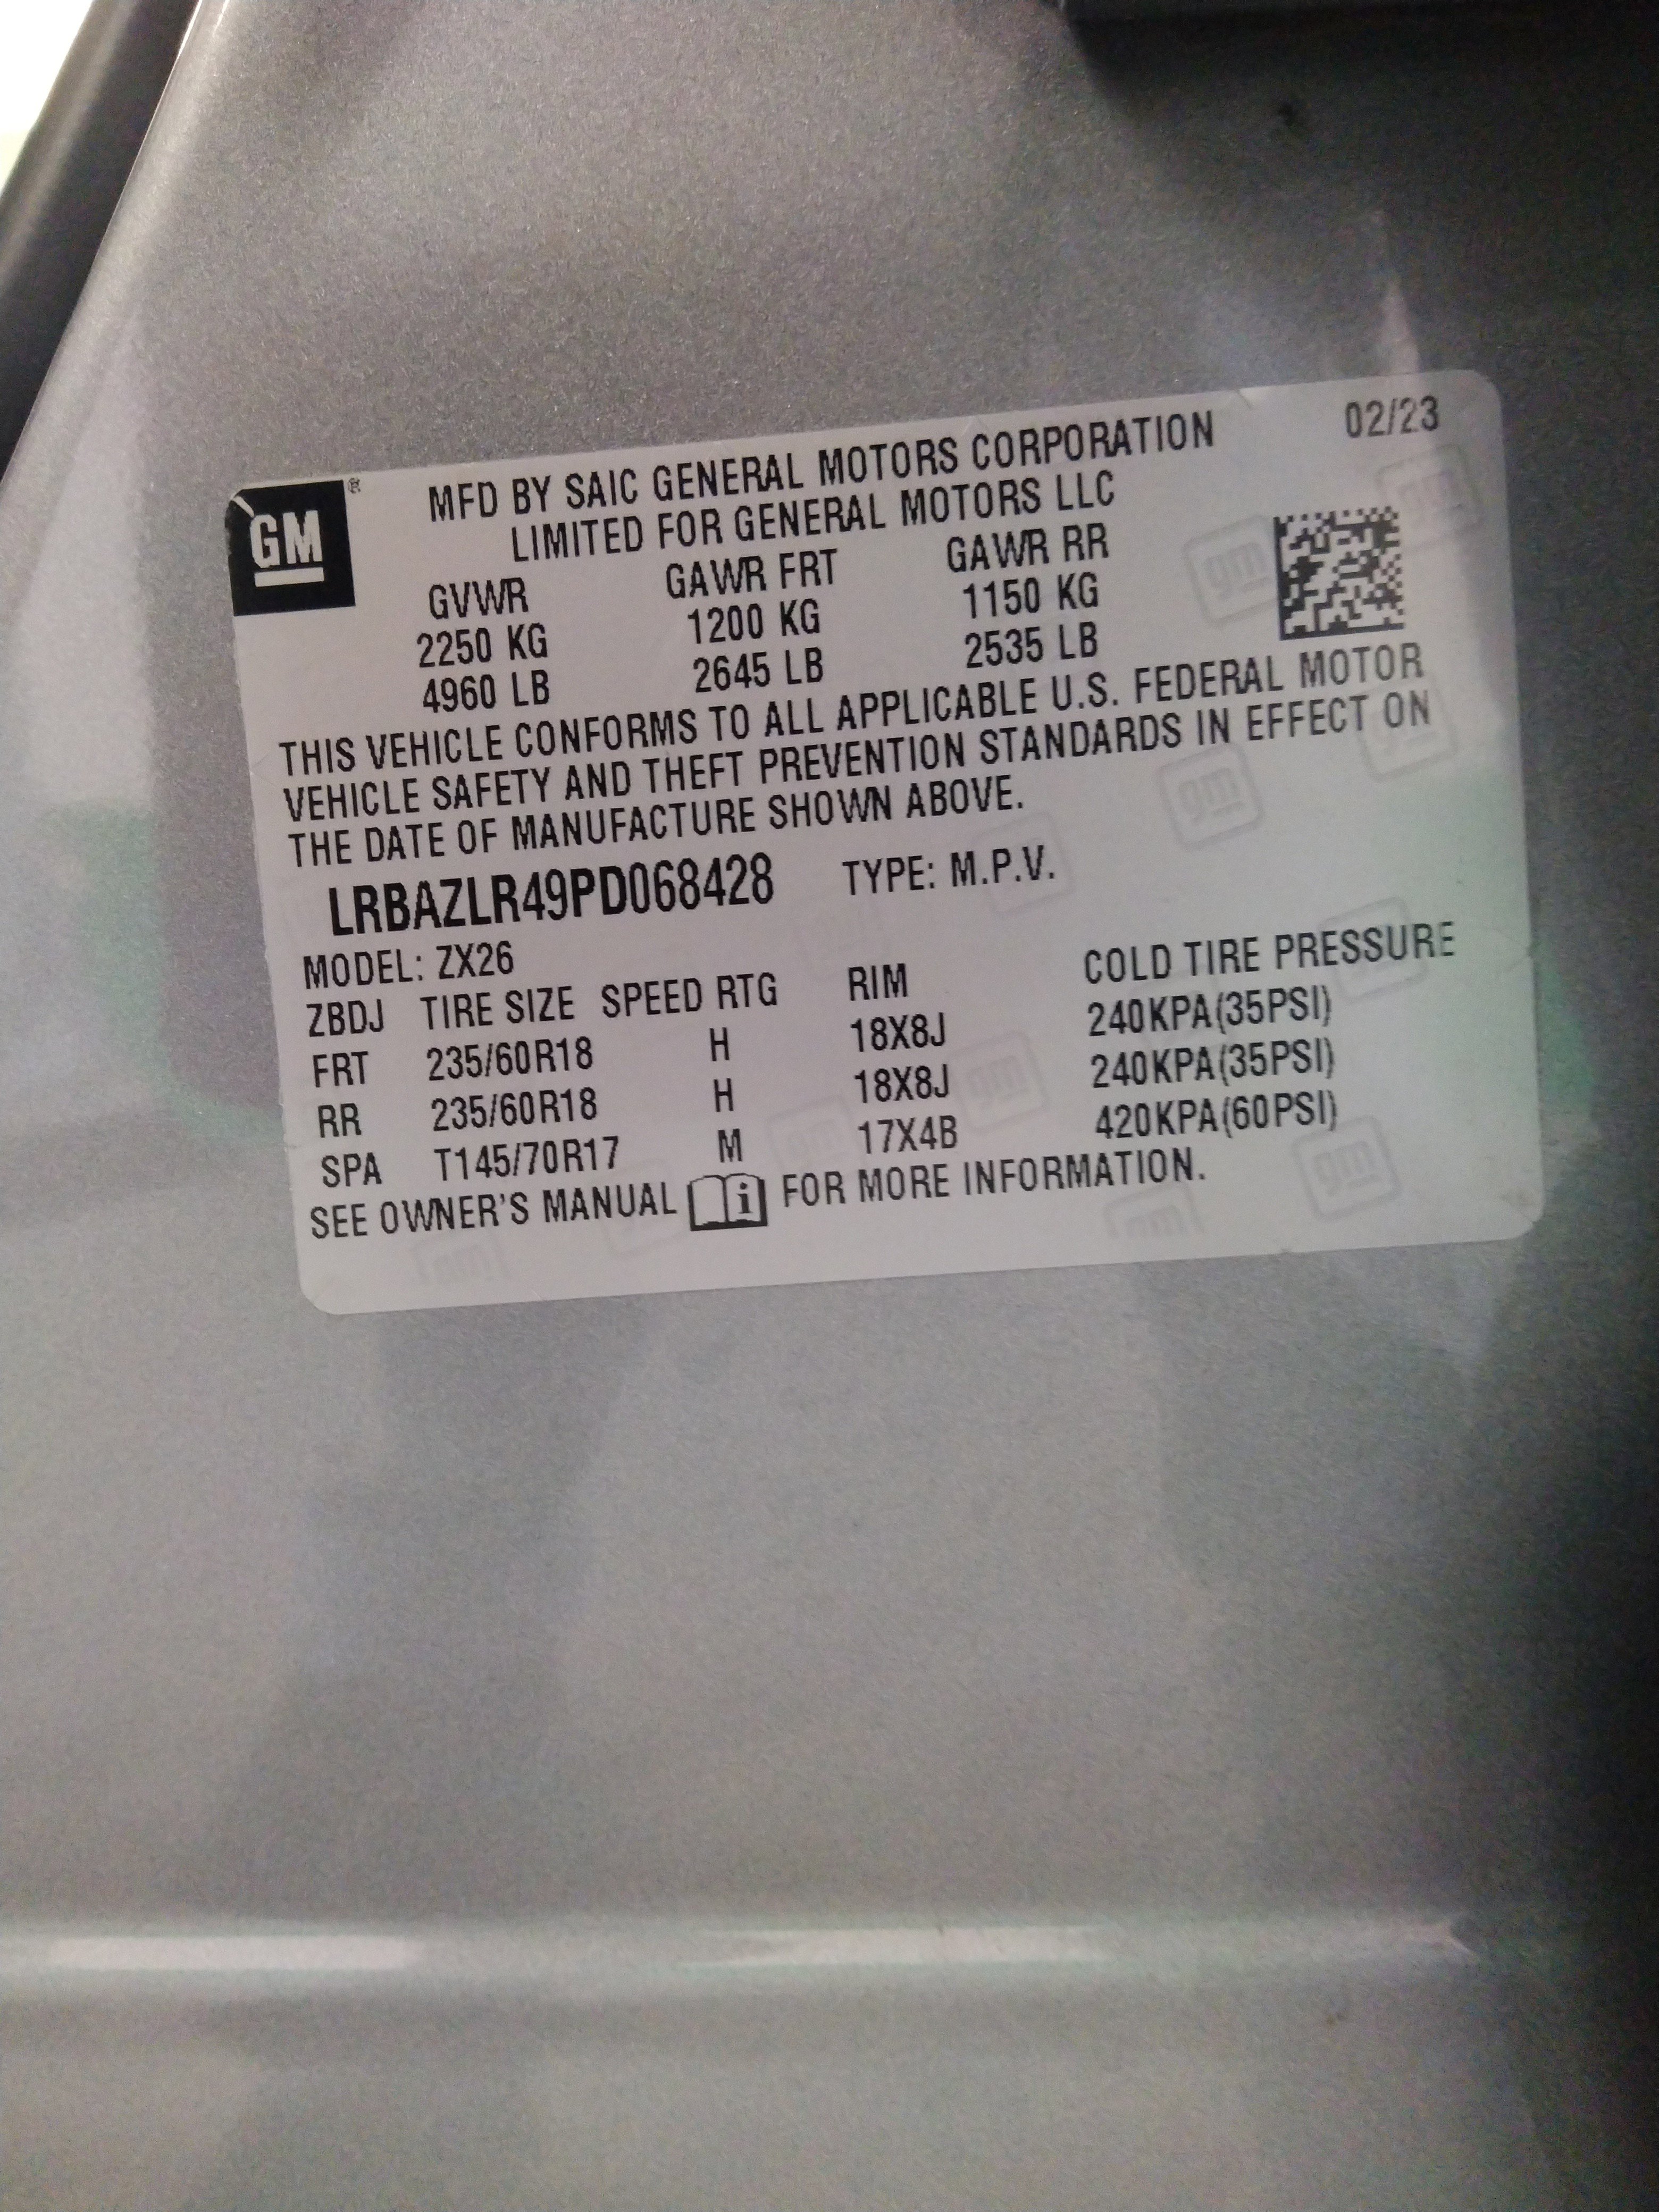 GM ®
MFD BY SAIC GENERAL MOTORS CORPORATION 02/23
LIMITED FOR GENERAL MOTORS LLC
GVWR GAWR FRT GAWR RR
2250 KG 1200 KG 1150 KG
4960 LB 2645 LB 2535 LB
THIS VEHICLE CONFORMS TO ALL APPLICABLE U.S. FEDERAL MOTOR
VEHICLE SAFETY AND THEFT PREVENTION STANDARDS IN EFFECT ON
THE DATE OF MANUFACTURE SHOWN ABOVE.
LRBAZLR49PD068428 TYPE: M.P.V.
MODEL: ZX26
ZBDJ TIRE SIZE SPEED RTG RIM COLD TIRE PRESSURE
FRT 235/60R18 H 18X8J 240KPA(35PSI)
RR 235/60R18 H 18X8J 240KPA(35PSI)
SPA T145/70R17 M 17X4B 420KPA(60PSI)
SEE OWNER'S MANUAL i FOR MORE INFORMATION.